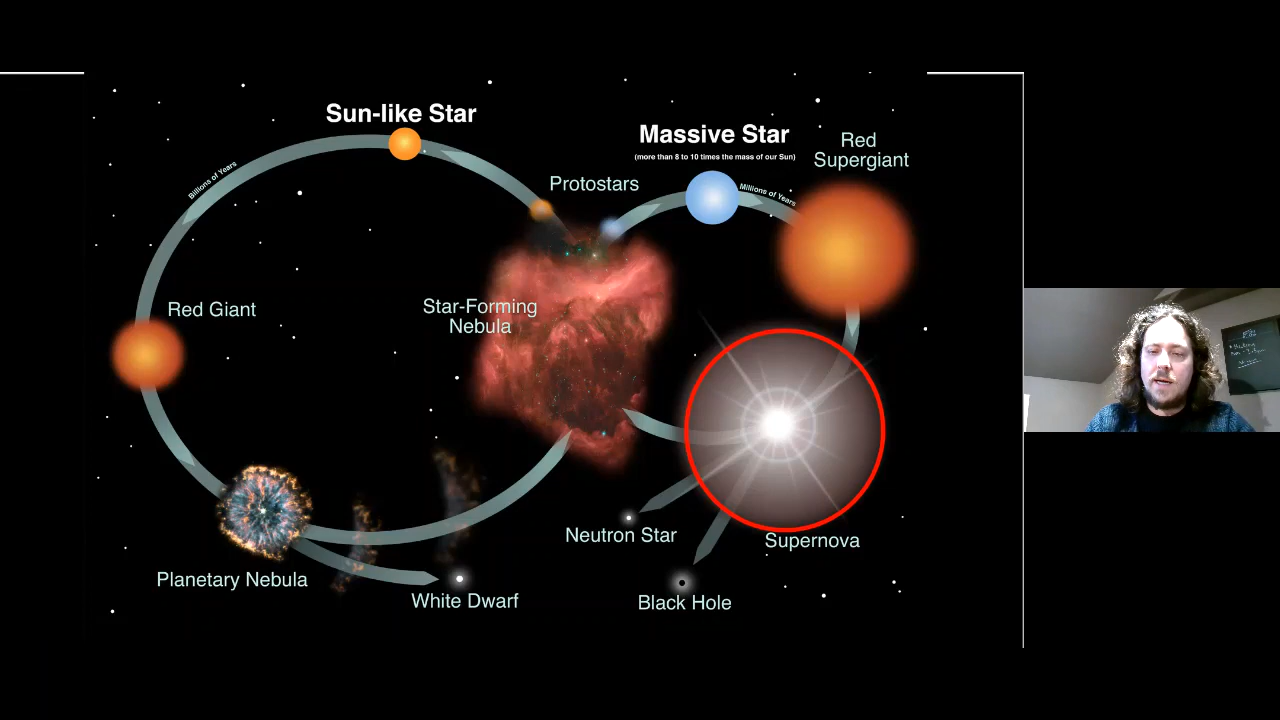 Sun-like Star
Massive Star
(more than 8 to 10 times the mass of our Sun)
Red
Supergiant
Billions of Years
Protostars
Millions of Years
Red Giant
Star-Forming
Nebula
Neutron Star
Supernova
Planetary Nebula
White Dwarf
Black Hole